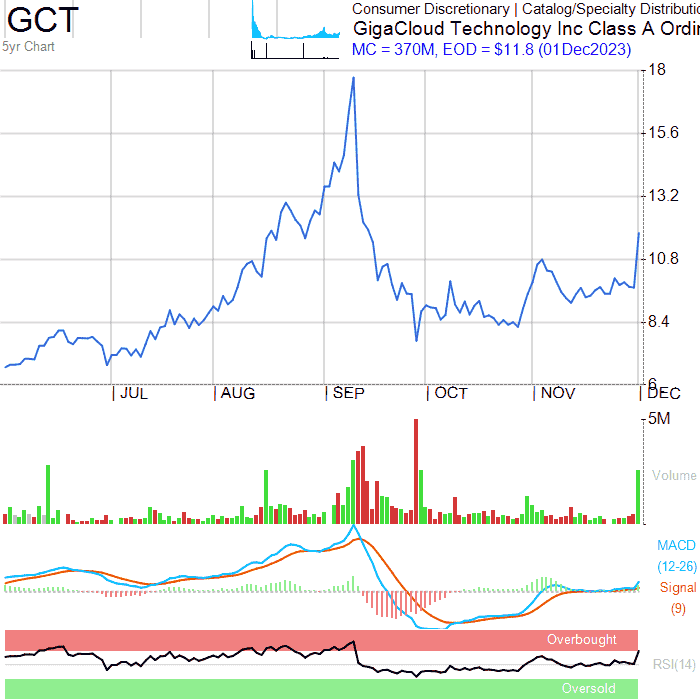 GCT
Consumer Discretionary | Catalog/Specialty Distributio
5yr Chart
GigaCloud Technology Inc Class A Ordin
MC = 370M, EOD = $11.8 (01Dec2023)
18
15.6
13.2
10.8
8.4
6
JUL
AUG
SEP
OCT
NOV
DEC
5M
Volume
MACD
(12-26)
Signal
(9)
Overbought
RSI(14)
Oversold